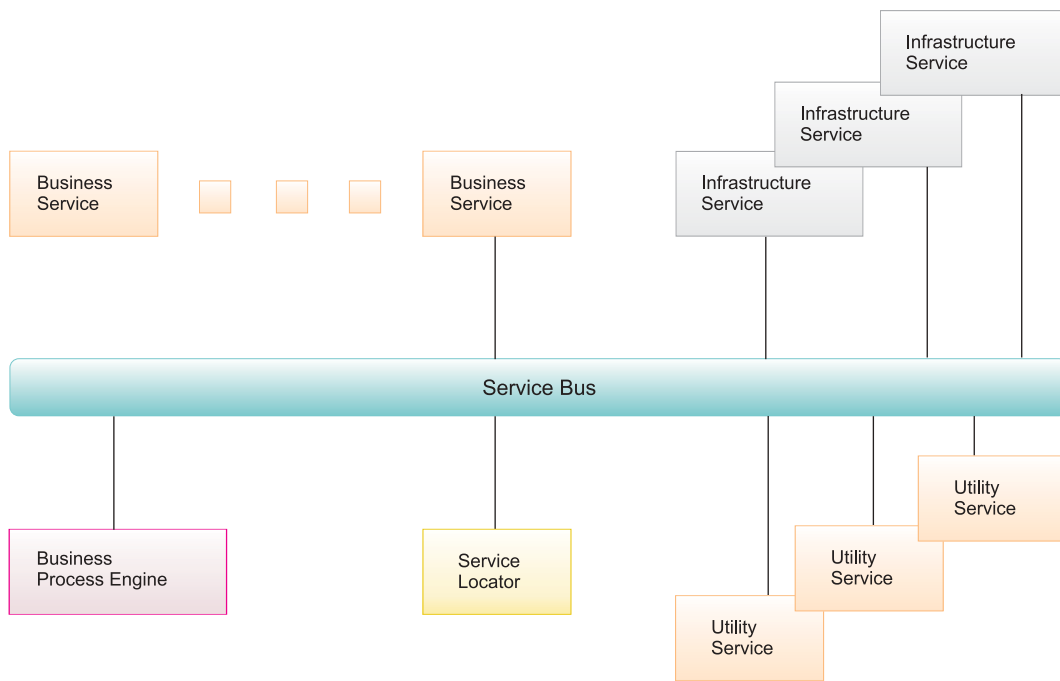 Infrastructure
Service
Infrastructure
Service
Business
Service
Business
Service
Infrastructure
Service
Service Bus
Utility
Service
Business
Process Engine
Service
Locator
Utility
Service
Utility
Service